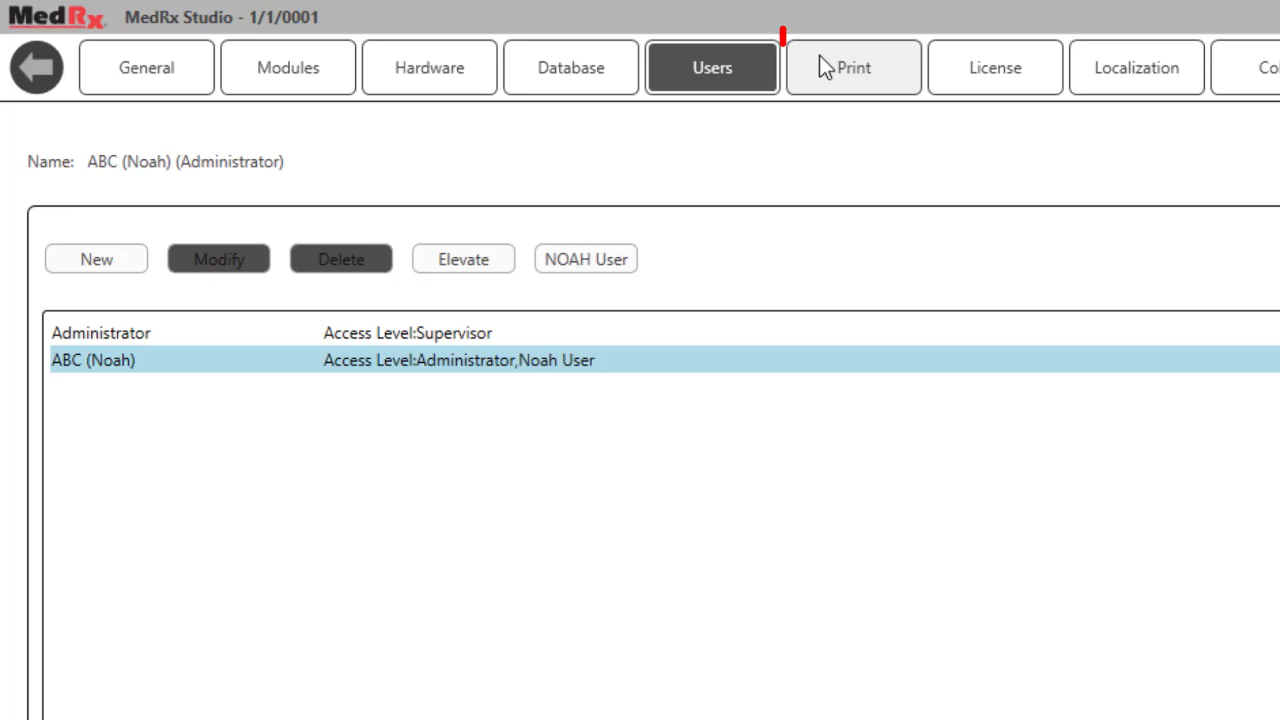 MedRx MedRx Studio - 1/1/0001
General Modules Hardware Database Users Print License Localization
Name: ABC (Noah) (Administrator)
New Modify Delete Elevate NOAH User
Administrator Access Level:Supervisor
ABC (Noah) Access Level:Administrator,Noah User